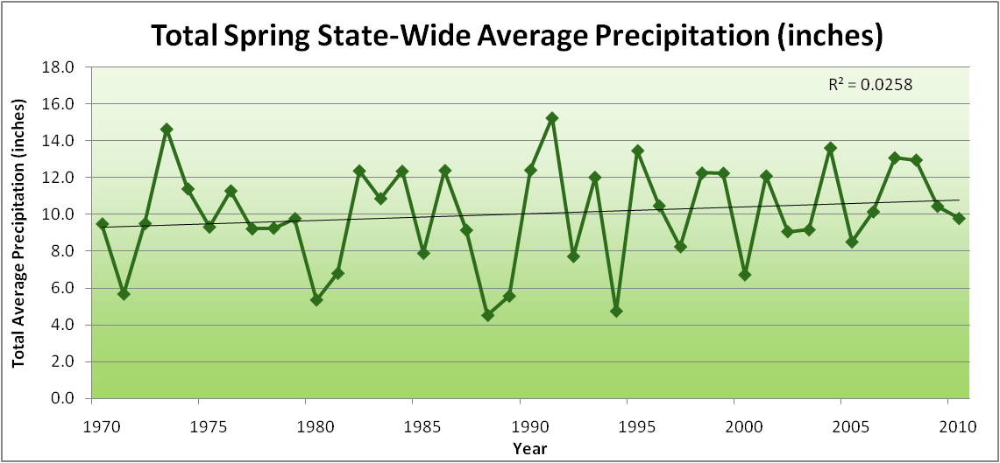 Total Spring State-Wide Average Precipitation (inches)
R² = 0.0258
Total Average Precipitation (inches)
18.0
16.0
14.0
12.0
10.0
8.0
6.0
4.0
2.0
0.0
1970 1975 1980 1985 1990 1995 2000 2005 2010
Year